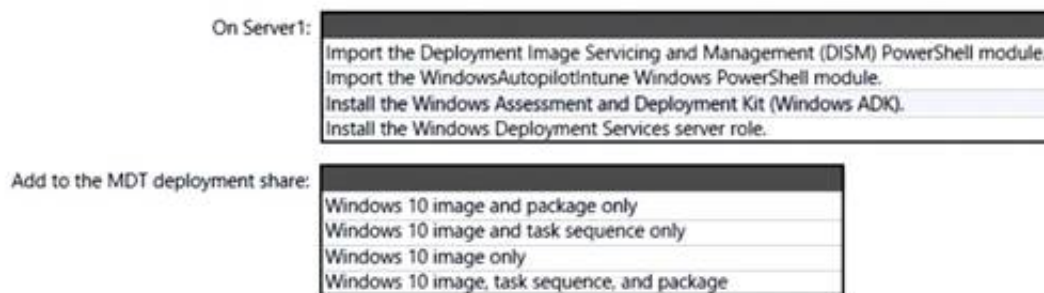 On Server1:
Import the Deployment Image Servicing and Management (DISM) PowerShell module.
Import the WindowsAutopilotIntune Windows PowerShell module.
Install the Windows Assessment and Deployment Kit (Windows ADK).
Install the Windows Deployment Services server role.
Add to the MDT deployment share:
Windows 10 image and package only
Windows 10 image and task sequence only
Windows 10 image only
Windows 10 image, task sequence, and package